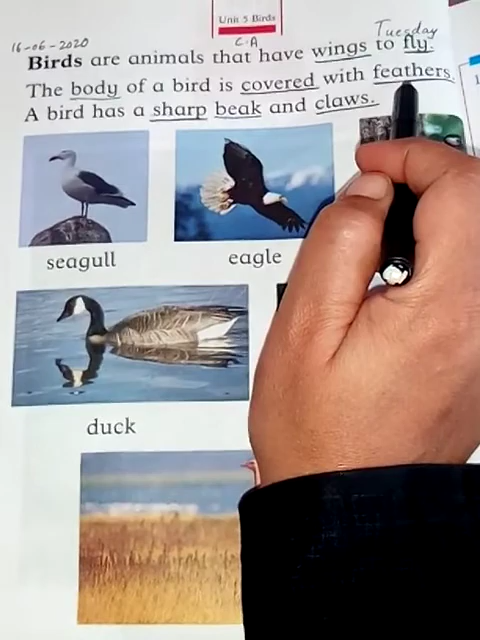 Unit 5 Birds
C.A
16-06-2020
Tuesday
Birds are animals that have wings to fly.
The body of a bird is covered with feathers.
A bird has a sharp beak and claws.
seagull
eagle
duck